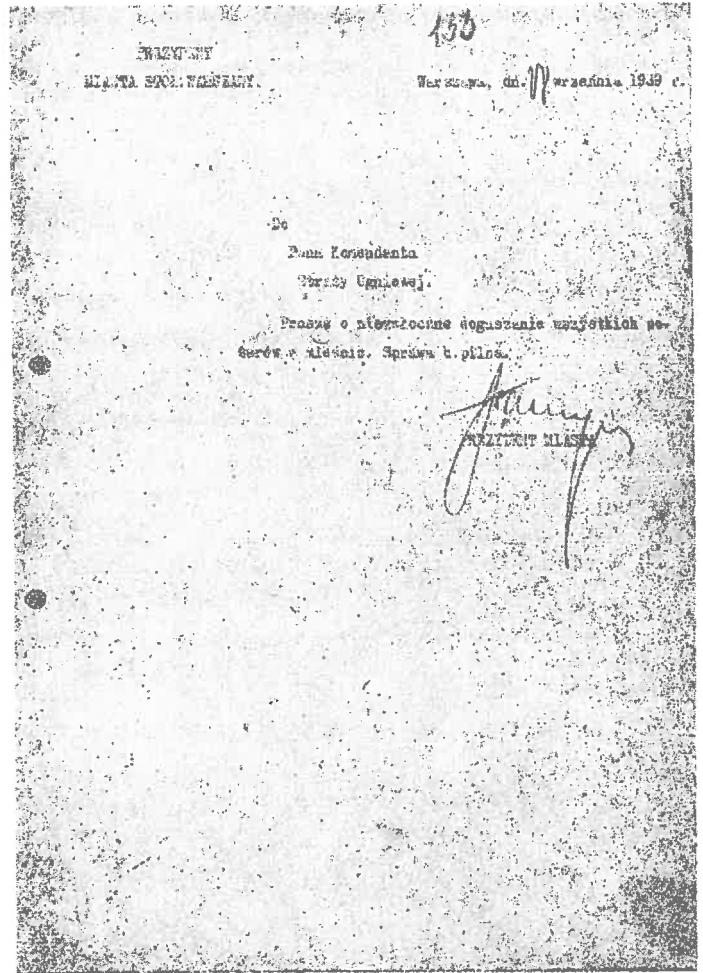 133
PREZYDENT
MIASTA STOŁ.WARSZAWY.
Warszawa, dn. września 1939 r.
Do
Pana Komendanta
Straży Ogniowej.
Proszę o niezwłoczne dogaszenie wszystkich po-
żarów w mieście. Sprawa b.pilna.
PREZYDENT MIASTA